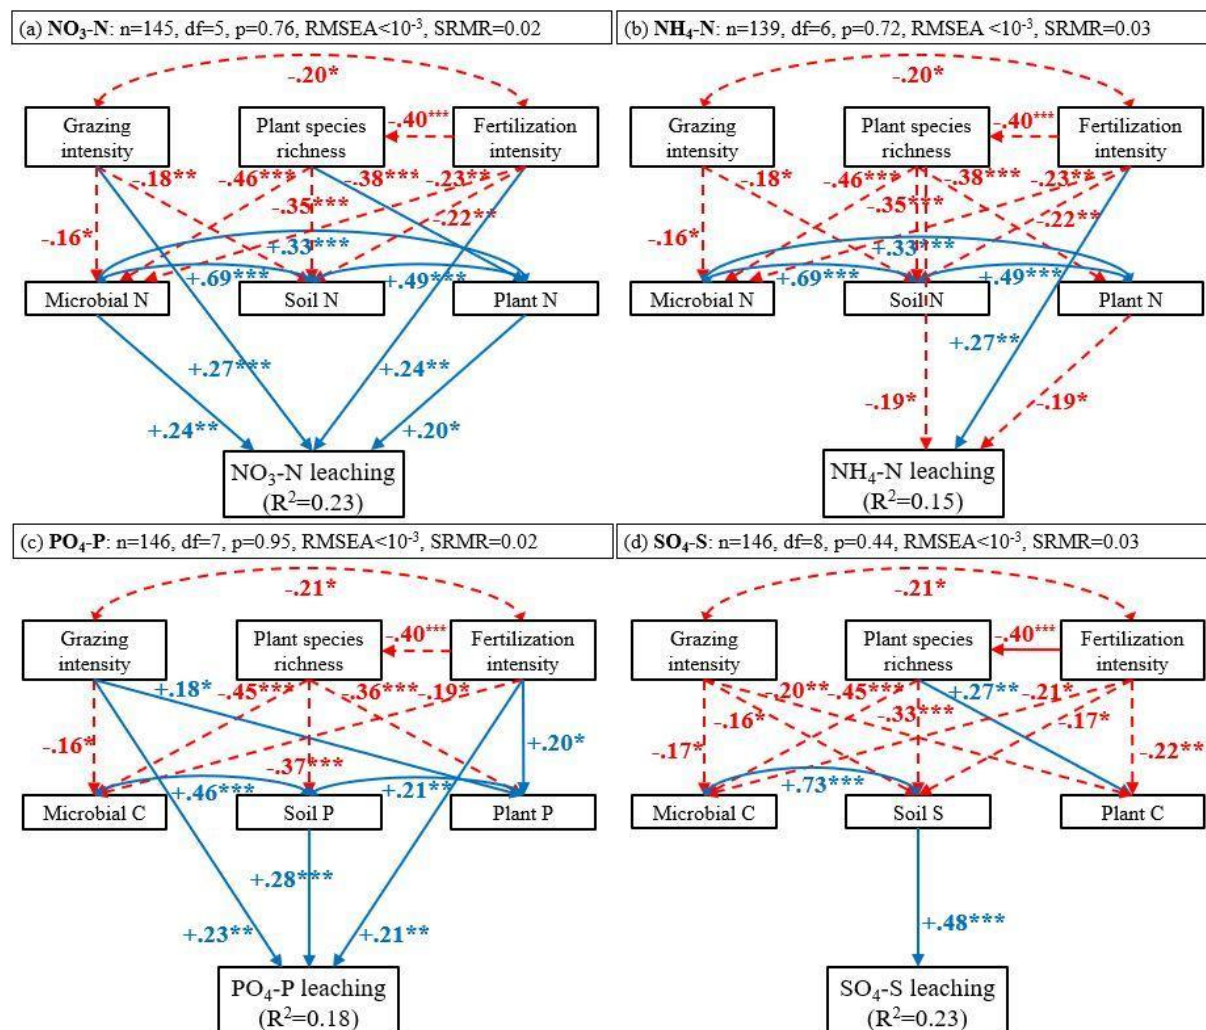 (a) NO₃-N: n=145, df=5, p=0.76, RMSEA<10⁻³, SRMR=0.02
-.20*
Grazing
intensity
Plant species
richness
-.40***
Fertilization
intensity
-.18**
-.46***
-.38***
-.23**
-.35***
-.22**
-.16*
+.33***
+.69***
+.49***
Microbial N
Soil N
Plant N
+.27***
+.24**
+.24**
+.20*
NO₃-N leaching
(R²=0.23)
(b) NH₄-N: n=139, df=6, p=0.72, RMSEA <10⁻³, SRMR=0.03
-.20*
Grazing
intensity
Plant species
richness
-.40***
Fertilization
intensity
-.18*
-.46***
-.38***
-.23**
-.35***
-.22**
-.16*
+.33***
+.69***
+.49***
Microbial N
Soil N
Plant N
+.27**
-.19*
-.19*
NH₄-N leaching
(R²=0.15)
(c) PO₄-P: n=146, df=7, p=0.95, RMSEA<10⁻³, SRMR=0.02
-.21*
Grazing
intensity
Plant species
richness
-.40***
Fertilization
intensity
+.18*
-.45***
-.36***
-.19*
-.16*
+.20*
-.37***
+.46***
+.21**
Microbial C
Soil P
Plant P
+.28***
+.23**
+.21**
PO₄-P leaching
(R²=0.18)
(d) SO₄-S: n=146, df=8, p=0.44, RMSEA<10⁻³, SRMR=0.03
-.21*
Grazing
intensity
Plant species
richness
-.40***
Fertilization
intensity
-.20**
-.45***
+.27**
-.21*
-.16*
-.33***
-.17*
-.17*
-.22**
+.73***
Microbial C
Soil S
Plant C
+.48***
SO₄-S leaching
(R²=0.23)